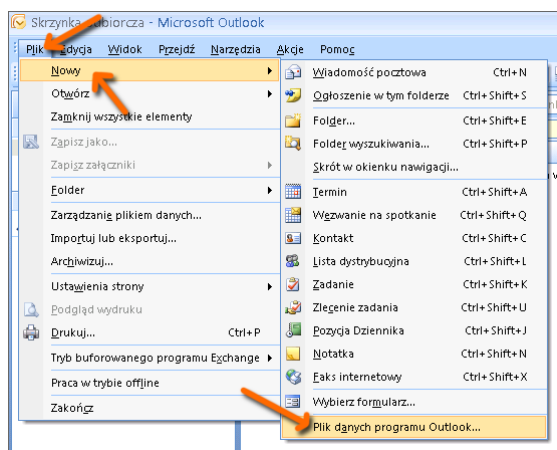 Skrzynka odbiorcza - Microsoft Outlook
Plik Edycja Widok Przejdź Narzędzia Akcje Pomoc
Nowy
Otwórz
Zamknij wszystkie elementy
Zapisz jako...
Zapisz załączniki
Folder
Zarządzanie plikiem danych...
Importuj lub eksportuj...
Archiwizuj...
Ustawienia strony
Podgląd wydruku
Drukuj... Ctrl+P
Tryb buforowanego programu Exchange
Praca w trybie offline
Zakończ
Wiadomość pocztowa Ctrl+N
Ogłoszenie w tym folderze Ctrl+Shift+S
Folder... Ctrl+Shift+E
Folder wyszukiwania... Ctrl+Shift+P
Skrót w okienku nawigacji...
Termin Ctrl+Shift+A
Wezwanie na spotkanie Ctrl+Shift+Q
Kontakt Ctrl+Shift+C
Lista dystrybucyjna Ctrl+Shift+L
Zadanie Ctrl+Shift+K
Zlecenie zadania Ctrl+Shift+U
Pozycja Dziennika Ctrl+Shift+J
Notatka Ctrl+Shift+N
Faks internetowy Ctrl+Shift+X
Wybierz formularz...
Plik danych programu Outlook...